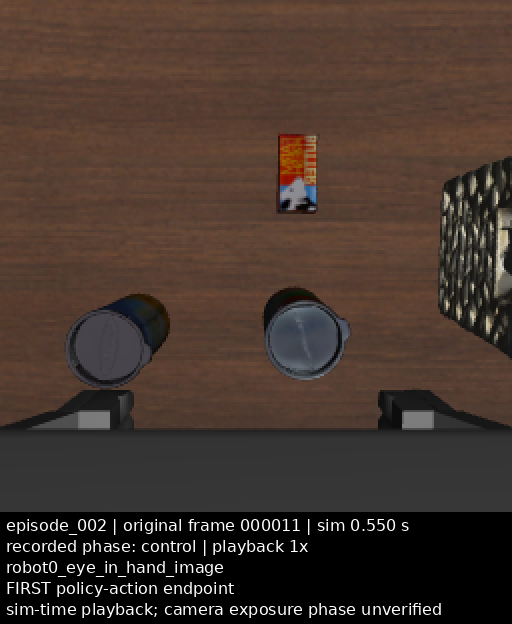 episode_002 | original frame 000011 | sim 0.550 s
recorded phase: control | playback 1x
robot0_eye_in_hand_image
FIRST policy-action endpoint
sim-time playback; camera exposure phase unverified